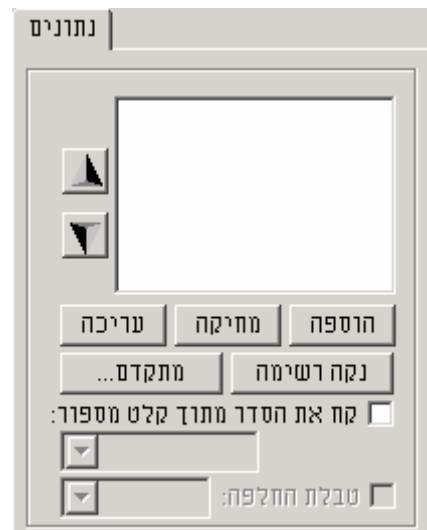 נתונים
הוספה מחיקה עריכה
נקה רשימה מתקדם...
קח את הסדר מתוך קלט מספור:
טבלת החלפה: